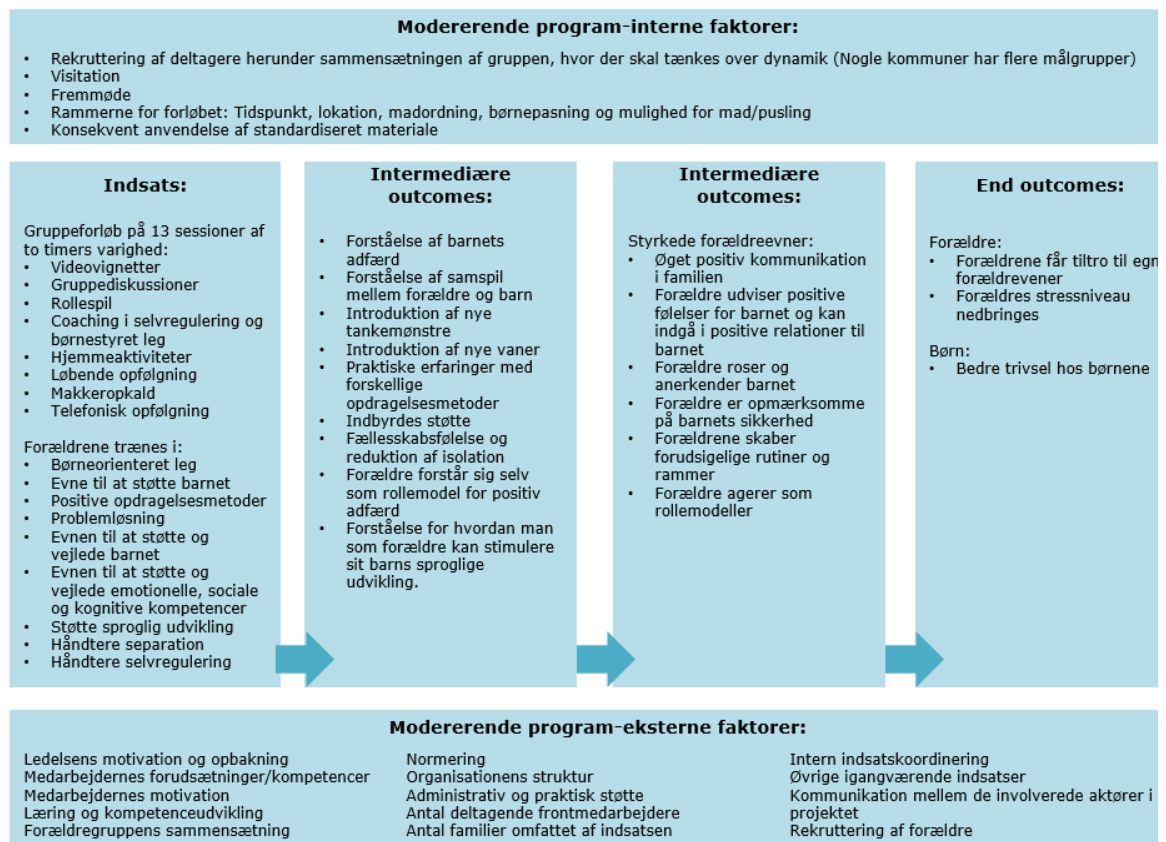 Modererende program-interne faktorer:
• Rekruttering af deltagere herunder sammensætningen af gruppen, hvor der skal tænkes over dynamik (Nogle kommuner har flere målgrupper)
• Visitation
• Fremmøde
• Rammerne for forløbet: Tidspunkt, lokation, madordning, børnepasning og mulighed for mad/pusling
• Konsekvent anvendelse af standardiseret materiale
Indsats:
Gruppeforløb på 13 sessioner af
to timers varighed:
• Videovignetter
• Gruppediskussioner
• Rollespil
• Coaching i selvregulering og
børnestyret leg
• Hjemmeaktiviteter
• Løbende opfølgning
• Makkeropkald
• Telefonisk opfølgning
Forældrene trænes i:
• Børneorienteret leg
• Evne til at støtte barnet
• Positive opdragelsesmetoder
• Problemløsning
• Evnen til at støtte og
vejlede barnet
• Evnen til at støtte og
vejlede emotionelle, sociale
og kognitive kompetencer
• Støtte sproglig udvikling
• Håndtere separation
• Håndtere selvregulering
Intermediære
outcomes:
• Forståelse af barnets
adfærd
• Forståelse af samspil
mellem forældre og barn
• Introduktion af nye
tankemønstre
• Introduktion af nye vaner
• Praktiske erfaringer med
forskellige
opdragelsesmetoder
• Indbyrdes støtte
• Fællesskabsfølelse og
reduktion af isolation
• Forældre forstår sig selv
som rollemodel for positiv
adfærd
• Forståelse for hvordan man
som forældre kan stimulere
sit barns sproglige
udvikling.
Intermediære
outcomes:
Styrkede forældreevner:
• Øget positiv kommunikation
i familien
• Forældre udviser positive
følelser for barnet og kan
indgå i positive relationer til
barnet
• Forældre roser og
anerkender barnet
• Forældre er opmærksomme
på barnets sikkerhed
• Forældrene skaber
forudsigelige rutiner og
rammer
• Forældre agerer som
rollemodeller
End outcomes:
Forældre:
• Forældrene får tiltro til egn
forældrevener
• Forældres stressniveau
nedbringes
Børn:
• Bedre trivsel hos børnene
Modererende program-eksterne faktorer:
Ledelsens motivation og opbakning
Medarbejdernes forudsætninger/kompetencer
Medarbejdernes motivation
Læring og kompetenceudvikling
Forældregruppens sammensætning
Normering
Organisationens struktur
Administrativ og praktisk støtte
Antal deltagende frontmedarbejdere
Antal familier omfattet af indsatsen
Intern indsatskoordinering
Øvrige igangværende indsatser
Kommunikation mellem de involverede aktører i
projektet
Rekruttering af forældre